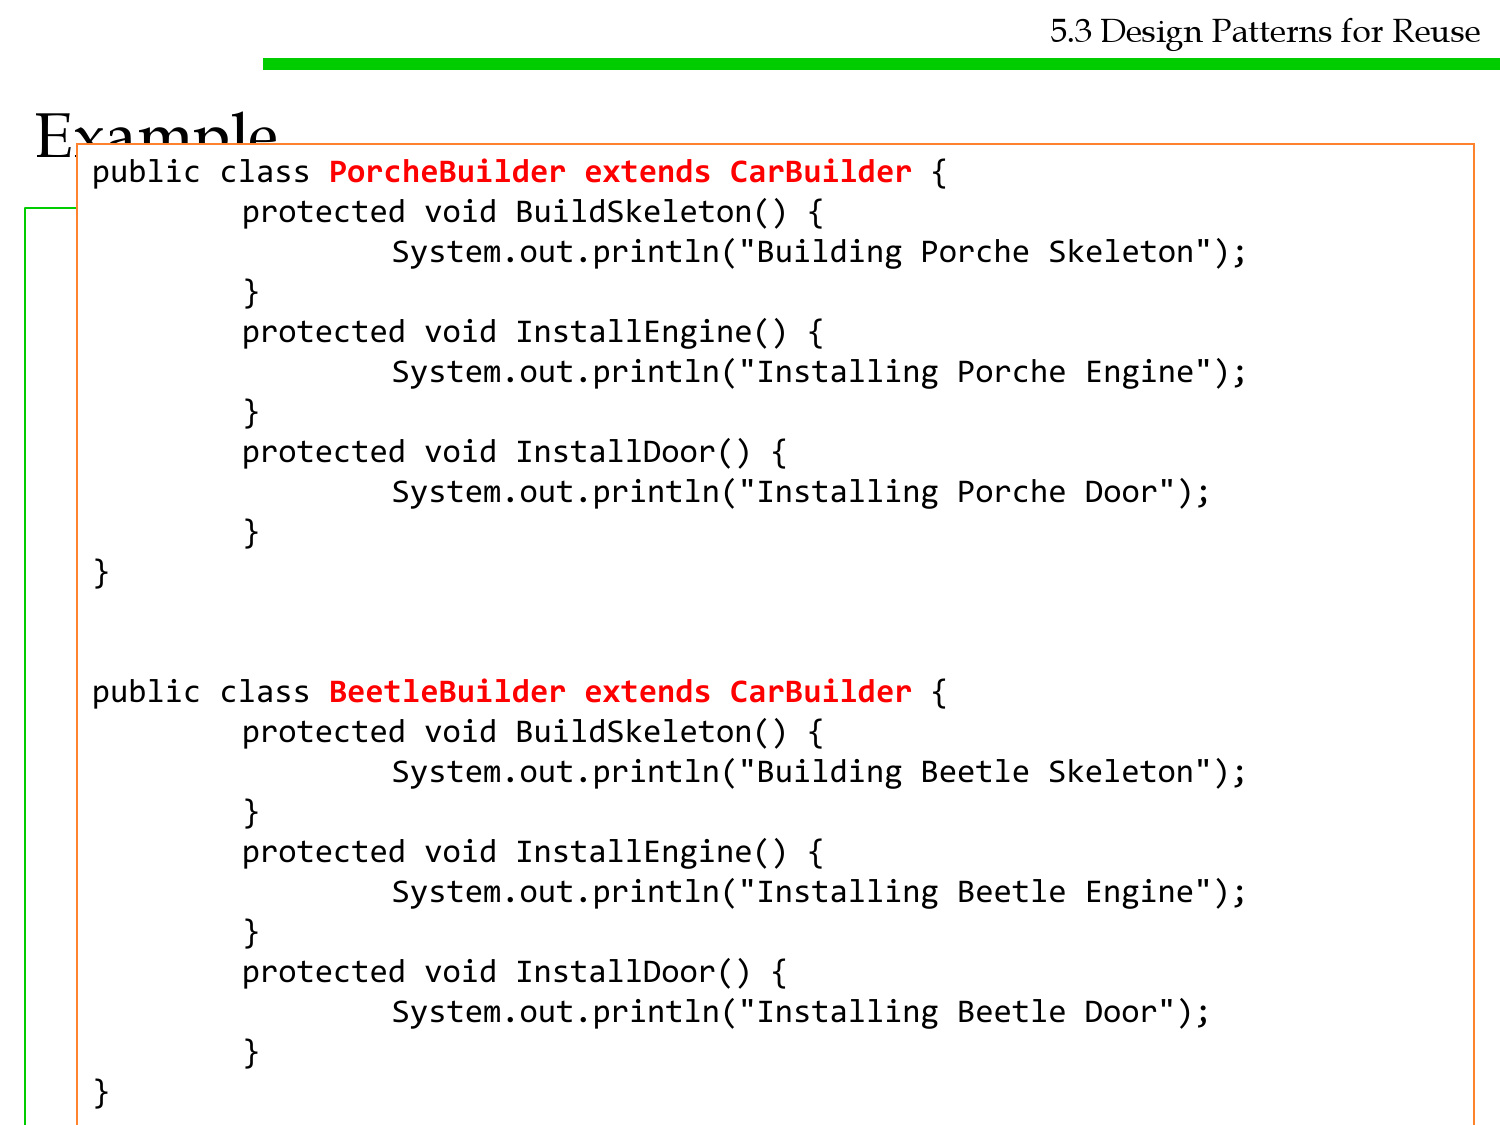 5.3 Design Patterns for Reuse
Example
public class PorcheBuilder extends CarBuilder {
protected void BuildSkeleton() {
System.out.println("Building Porche Skeleton");
}
protected void InstallEngine() {
System.out.println("Installing Porche Engine");
}
protected void InstallDoor() {
System.out.println("Installing Porche Door");
}
}
public class BeetleBuilder extends CarBuilder {
protected void BuildSkeleton() {
System.out.println("Building Beetle Skeleton");
}
protected void InstallEngine() {
System.out.println("Installing Beetle Engine");
}
protected void InstallDoor() {
System.out.println("Installing Beetle Door");
}
}